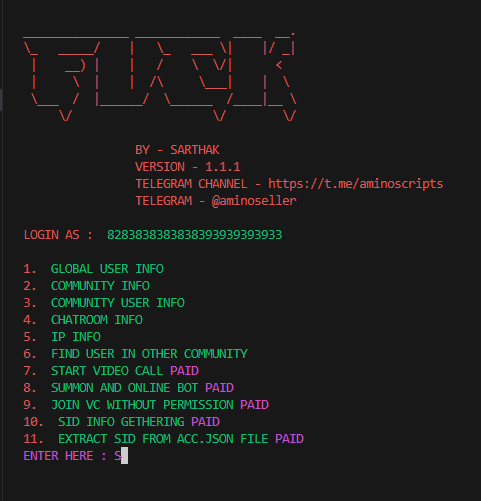 BY - SARTHAK
VERSION - 1.1.1
TELEGRAM CHANNEL - https://t.me/aminoscripts
TELEGRAM - @aminoseller
LOGIN AS :  8283838383838393939393933
1.  GLOBAL USER INFO
2.  COMMUNITY INFO
3.  COMMUNITY USER INFO
4.  CHATROOM INFO
5.  IP INFO
6.  FIND USER IN OTHER COMMUNITY
7.  START VIDEO CALL PAID
8.  SUMMON AND ONLINE BOT PAID
9.  JOIN VC WITHOUT PERMISSION PAID
10.  SID INFO GETHERING PAID
11.  EXTRACT SID FROM ACC.JSON FILE PAID
ENTER HERE : S